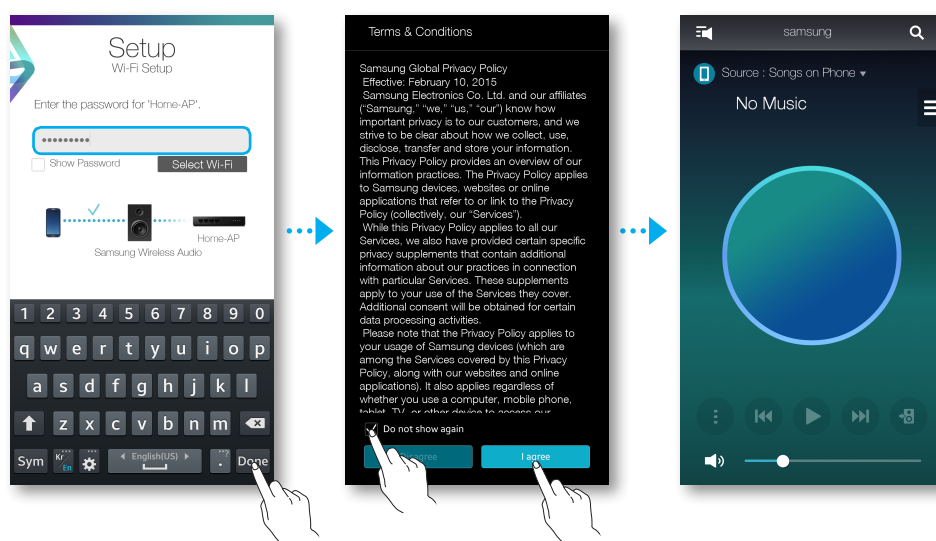 Setup
Wi-Fi Setup
Enter the password for 'Home-AP'.
•••••••••
Show Password
Select Wi-Fi
Home-AP
Samsung Wireless Audio
1 2 3 4 5 6 7 8 9 0
q w e r t y u i o p
a s d f g h j k l
z x c v b n m
Sym Kr/En English(US) . ? Done
Terms & Conditions
Samsung Global Privacy Policy
Effective: February 10, 2015
Samsung Electronics Co. Ltd. and our affiliates
("Samsung," "we," "us," "our") know how
important privacy is to our customers, and we
strive to be clear about how we collect, use,
disclose, transfer and store your information.
This Privacy Policy provides an overview of our
information practices. The Privacy Policy applies
to Samsung devices, websites or online
applications that refer to or link to the Privacy
Policy (collectively, our "Services").
While this Privacy Policy applies to all our
Services, we also have provided certain specific
privacy supplements that contain additional
information about our practices in connection
with particular Services. These supplements
apply to your use of the Services they cover.
Additional consent will be obtained for certain
data processing activities.
Please note that the Privacy Policy applies to
your usage of Samsung devices (which are
among the Services covered by this Privacy
Policy, along with our websites and online
applications). It also applies regardless of
whether you use a computer, mobile phone,
tablet, TV, or other device to access our
Do not show again
Disagree
I agree
samsung
Source : Songs on Phone
No Music